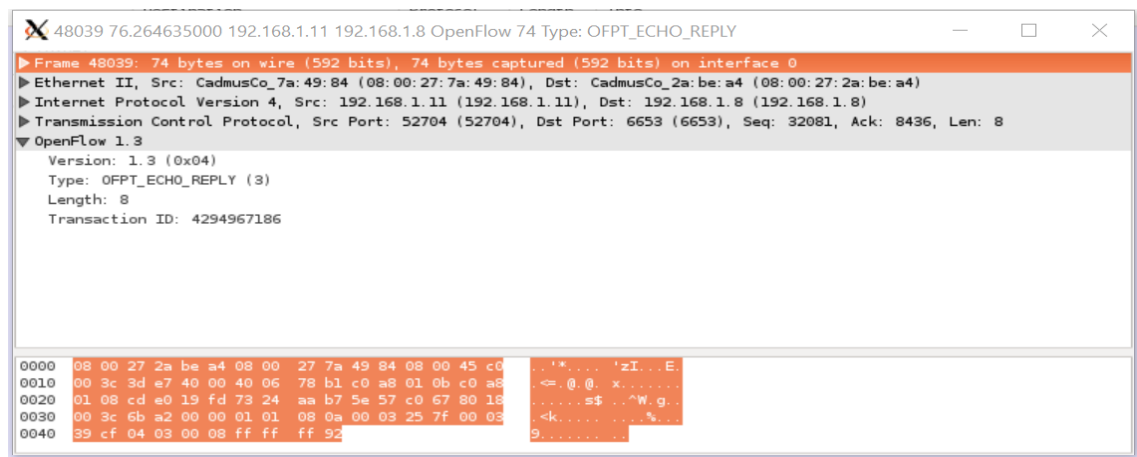 48039 76.264635000 192.168.1.11 192.168.1.8 OpenFlow 74 Type: OFPT_ECHO_REPLY
Frame 48039: 74 bytes on wire (592 bits), 74 bytes captured (592 bits) on interface 0
Ethernet II, Src: CadmusCo_7a:49:84 (08:00:27:7a:49:84), Dst: CadmusCo_2a:be:a4 (08:00:27:2a:be:a4)
Internet Protocol Version 4, Src: 192.168.1.11 (192.168.1.11), Dst: 192.168.1.8 (192.168.1.8)
Transmission Control Protocol, Src Port: 52704 (52704), Dst Port: 6653 (6653), Seq: 32081, Ack: 8436, Len: 8
OpenFlow 1.3
Version: 1.3 (0x04)
Type: OFPT_ECHO_REPLY (3)
Length: 8
Transaction ID: 4294967186
0000 08 00 27 2a be a4 08 00 27 7a 49 84 08 00 45 c0 ..'*.... 'zI...E.
0010 00 3c 3d e7 40 00 40 06 78 b1 c0 a8 01 0b c0 a8 .<=.@.@. x.......
0020 01 08 cd e0 19 fd 73 24 aa b7 5e 57 c0 67 80 18 ......s$ ..^W.g..
0030 00 3c 6b a2 00 00 01 01 08 0a 00 03 25 7f 00 03 .<k..... ....%...
0040 39 cf 04 03 00 08 ff ff ff 92 9....... ..